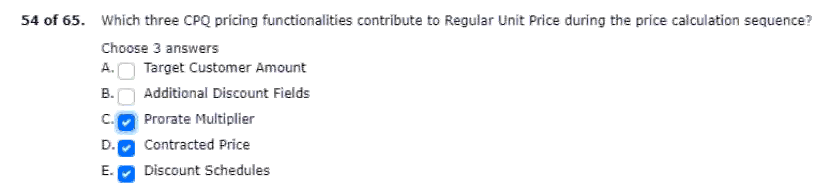 54 of 65. Which three CPQ pricing functionalities contribute to Regular Unit Price during the price calculation sequence?
Choose 3 answers
A. Target Customer Amount
B. Additional Discount Fields
C. Prorate Multiplier
D. Contracted Price
E. Discount Schedules